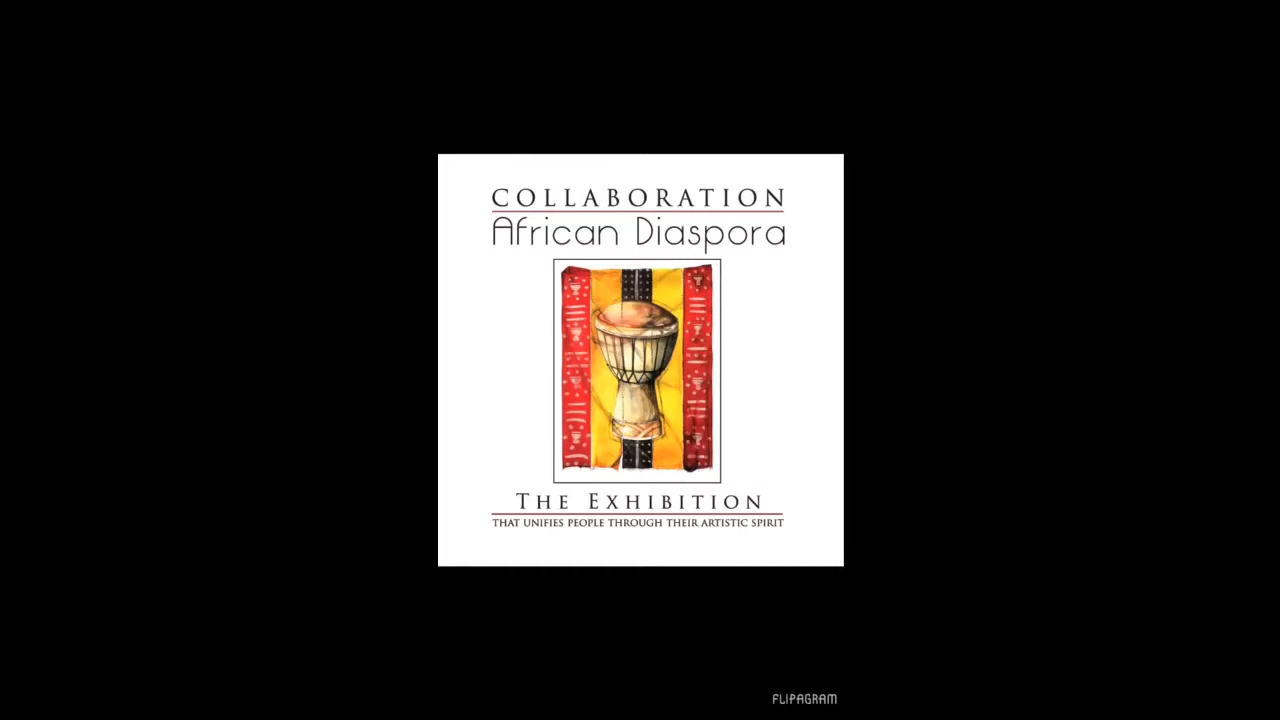 COLLABORATION
African Diaspora
THE EXHIBITION
THAT UNIFIES PEOPLE THROUGH THEIR ARTISTIC SPIRIT
FLIPAGRAM